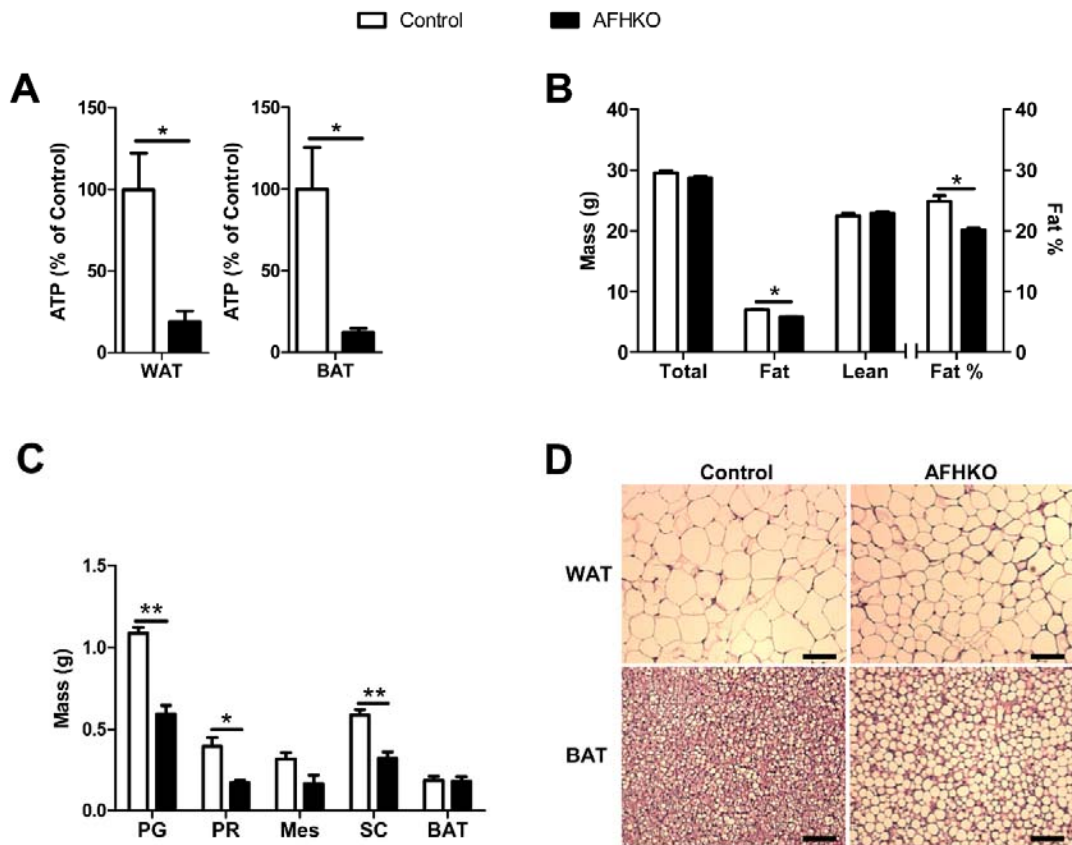 Control AFHKO
A
B
ATP (% of Control)
150
100
50
0
*
WAT
ATP (% of Control)
150
100
50
0
*
BAT
Mass (g)
40
30
20
10
0
*
*
40
30
20
10
0
Fat %
Total Fat Lean Fat %
C
D
Mass (g)
1.5
1.0
0.5
0.0
**
*
**
PG PR Mes SC BAT
Control AFHKO
WAT
BAT